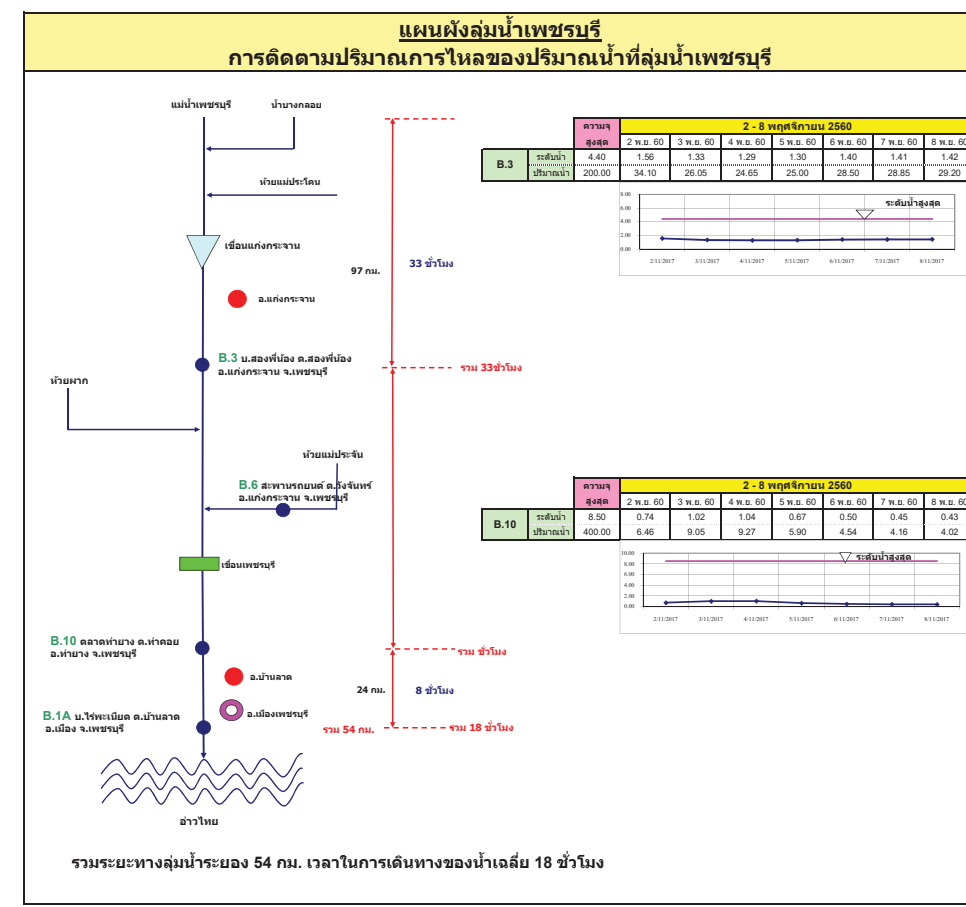 แผนผังลุ่มน้ำเพชรบุรี
การติดตามปริมาณการไหลของปริมาณน้ำที่ลุ่มน้ำเพชรบุรี
แม่น้ำเพชรบุรี
น้ำบางกลอย
ห้วยแม่ประโดน
เขื่อนแก่งกระจาน
97 กม.
33 ชั่วโมง
อ.แก่งกระจาน
B.3 บ.สองพี่น้อง ต.สองพี่น้อง
อ.แก่งกระจาน จ.เพชรบุรี
รวม 33ชั่วโมง
ห้วยผาก
ห้วยแม่ประจัน
B.6 สะพานรถยนต์ ต.วังจันทร์
อ.แก่งกระจาน จ.เพชรบุรี
เขื่อนเพชรบุรี
B.10 ตลาดท่ายาง ต.ท่าคอย
อ.ท่ายาง จ.เพชรบุรี
รวม ชั่วโมง
อ.บ้านลาด
24 กม.
8 ชั่วโมง
อ.เมืองเพชรบุรี
B.1A บ.ไร่พะเนียด ต.บ้านลาด
อ.เมือง จ.เพชรบุรี
รวม 54 กม.
รวม 18 ชั่วโมง
อ่าวไทย
รวมระยะทางลุ่มน้ำระยอง 54 กม. เวลาในการเดินทางของน้ำเฉลี่ย 18 ชั่วโมง
ความจุ 2 - 8 พฤศจิกายน 2560
สูงสุด 2 พ.ย. 60 3 พ.ย. 60 4 พ.ย. 60 5 พ.ย. 60 6 พ.ย. 60 7 พ.ย. 60 8 พ.ย. 60
B.3
ระดับน้ำ 4.40 1.56 1.33 1.29 1.30 1.40 1.41 1.42
ปริมาณน้ำ 200.00 34.10 26.05 24.65 25.00 28.50 28.85 29.20
ระดับน้ำสูงสุด
8.00
6.00
4.00
2.00
0.00
2/11/2017 3/11/2017 4/11/2017 5/11/2017 6/11/2017 7/11/2017 8/11/2017
ความจุ 2 - 8 พฤศจิกายน 2560
สูงสุด 2 พ.ย. 60 3 พ.ย. 60 4 พ.ย. 60 5 พ.ย. 60 6 พ.ย. 60 7 พ.ย. 60 8 พ.ย. 60
B.10
ระดับน้ำ 8.50 0.74 1.02 1.04 0.67 0.50 0.45 0.43
ปริมาณน้ำ 400.00 6.46 9.05 9.27 5.90 4.54 4.16 4.02
ระดับน้ำสูงสุด
10.00
8.00
6.00
4.00
2.00
0.00
2/11/2017 3/11/2017 4/11/2017 5/11/2017 6/11/2017 7/11/2017 8/11/2017